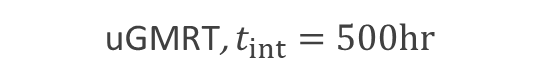 uGMRT, t_int = 500hr